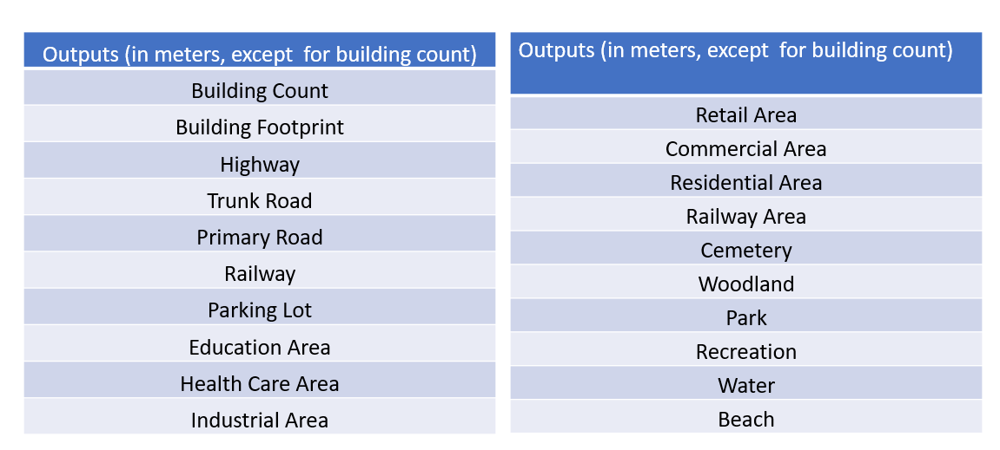 Outputs (in meters, except  for building count)
Building Count
Building Footprint
Highway
Trunk Road
Primary Road
Railway
Parking Lot
Education Area
Health Care Area
Industrial Area
Outputs (in meters, except  for building count)
Retail Area
Commercial Area
Residential Area
Railway Area
Cemetery
Woodland
Park
Recreation
Water
Beach